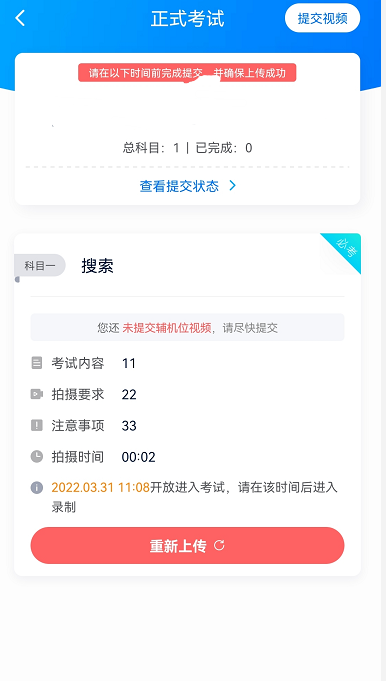 正式考试
提交视频
请在以下时间前完成提交，并确保上传成功
总科目：1 | 已完成：0
查看提交状态
必考
科目一
搜索
您还 未提交辅机位视频，请尽快提交
考试内容 11
拍摄要求 22
注意事项 33
拍摄时间 00:02
2022.03.31 11:08开放进入考试，请在该时间后进入
录制
重新上传